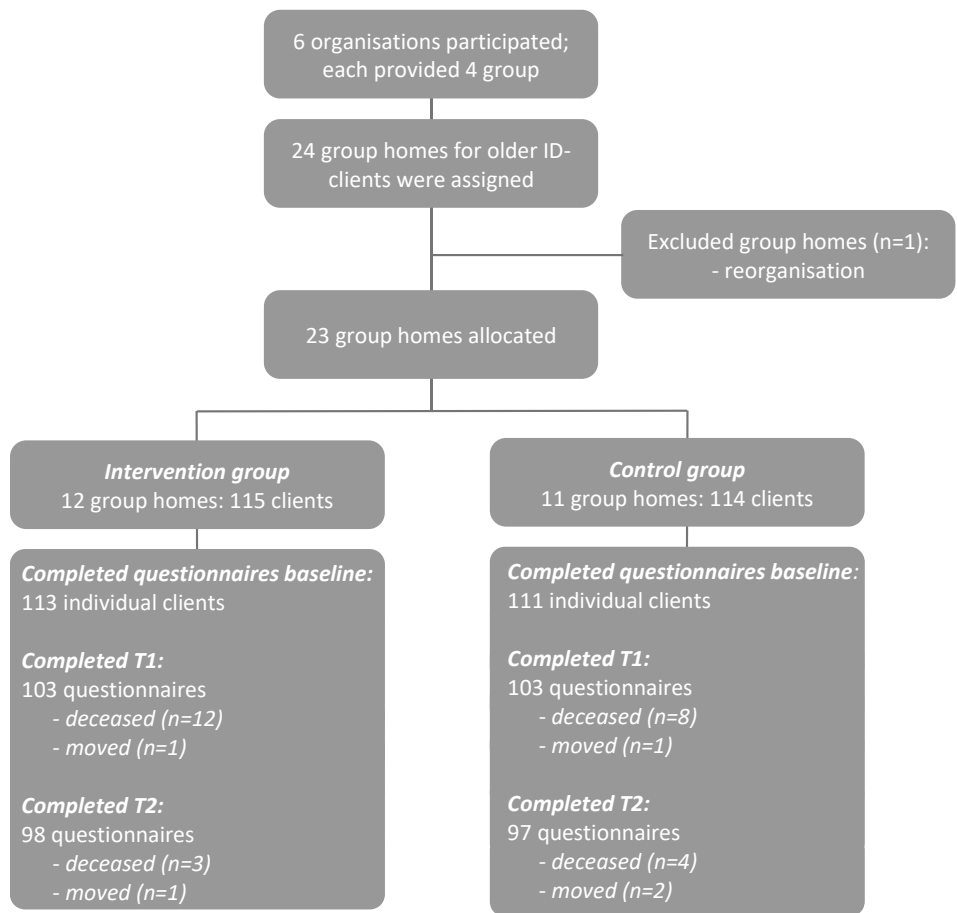 6 organisations participated;
each provided 4 group
24 group homes for older ID-
clients were assigned
Excluded group homes (n=1):
- reorganisation
23 group homes allocated
Intervention group
12 group homes: 115 clients
Control group
11 group homes: 114 clients
Completed questionnaires baseline:
113 individual clients
Completed T1:
103 questionnaires
- deceased (n=12)
- moved (n=1)
Completed T2:
98 questionnaires
- deceased (n=3)
- moved (n=1)
Completed questionnaires baseline:
111 individual clients
Completed T1:
103 questionnaires
- deceased (n=8)
- moved (n=1)
Completed T2:
97 questionnaires
- deceased (n=4)
- moved (n=2)